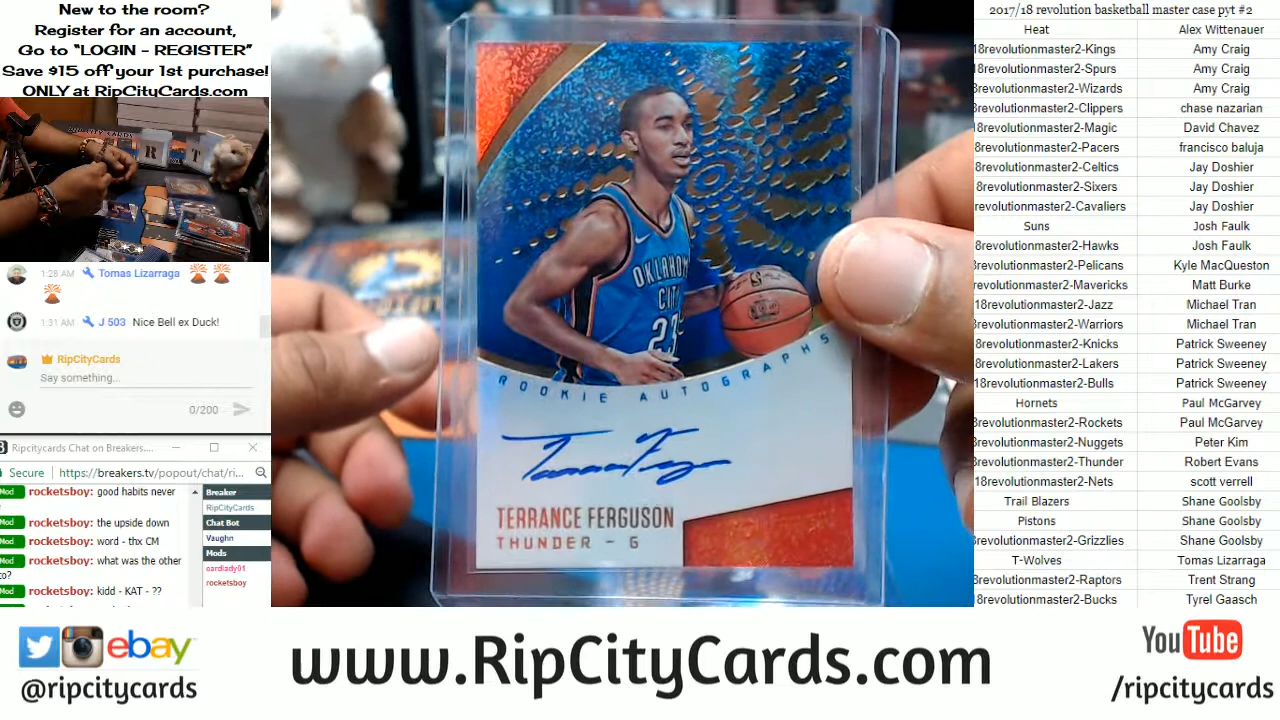 New to the room?
Register for an account,
Go to “LOGIN - REGISTER”
Save $15 off your 1st purchase!
ONLY at RipCityCards.com
RIP CITY CARDS
R T
1:28 AM Tomas Lizarraga
1:31 AM J 503 Nice Bell ex Duck!
RipCityCards
Say something...
0/200
Ripcitycards Chat on Breakers....
Secure https://breakers.tv/popout/chat/ri...
Mod rocketsboy: good habits never
Mod rocketsboy: the upside down
Mod rocketsboy: word - thx CM
Mod rocketsboy: what was the other
to?
Mod rocketsboy: kidd - KAT - ??
Breaker
RipCityCards
Chat Bot
Vaughn
Mods
cardlady01
rocketsboy
OKLAHOMA
CITY
23
ROOKIE AUTOGRAPHS
TERRANCE FERGUSON
THUNDER - G
2017/18 revolution basketball master case pyt #2
Heat Alex Wittenauer
18revolutionmaster2-Kings Amy Craig
8revolutionmaster2-Spurs Amy Craig
8revolutionmaster2-Wizards Amy Craig
8revolutionmaster2-Clippers chase nazarian
8revolutionmaster2-Magic David Chavez
8revolutionmaster2-Pacers francisco baluja
8revolutionmaster2-Celtics Jay Doshier
8revolutionmaster2-Sixers Jay Doshier
revolutionmaster2-Cavaliers Jay Doshier
Suns Josh Faulk
8revolutionmaster2-Hawks Josh Faulk
8revolutionmaster2-Pelicans Kyle MacQueston
revolutionmaster2-Mavericks Matt Burke
18revolutionmaster2-Jazz Michael Tran
8revolutionmaster2-Warriors Michael Tran
8revolutionmaster2-Knicks Patrick Sweeney
8revolutionmaster2-Lakers Patrick Sweeney
18revolutionmaster2-Bulls Patrick Sweeney
Hornets Paul McGarvey
8revolutionmaster2-Rockets Paul McGarvey
8revolutionmaster2-Nuggets Peter Kim
8revolutionmaster2-Thunder Robert Evans
18revolutionmaster2-Nets scott verrell
Trail Blazers Shane Goolsby
Pistons Shane Goolsby
8revolutionmaster2-Grizzlies Shane Goolsby
T-Wolves Tomas Lizarraga
8revolutionmaster2-Raptors Trent Strang
8revolutionmaster2-Bucks Tyrel Gaasch
ebay
@ripcitycards
www.RipCityCards.com
YouTube
/ripcitycards